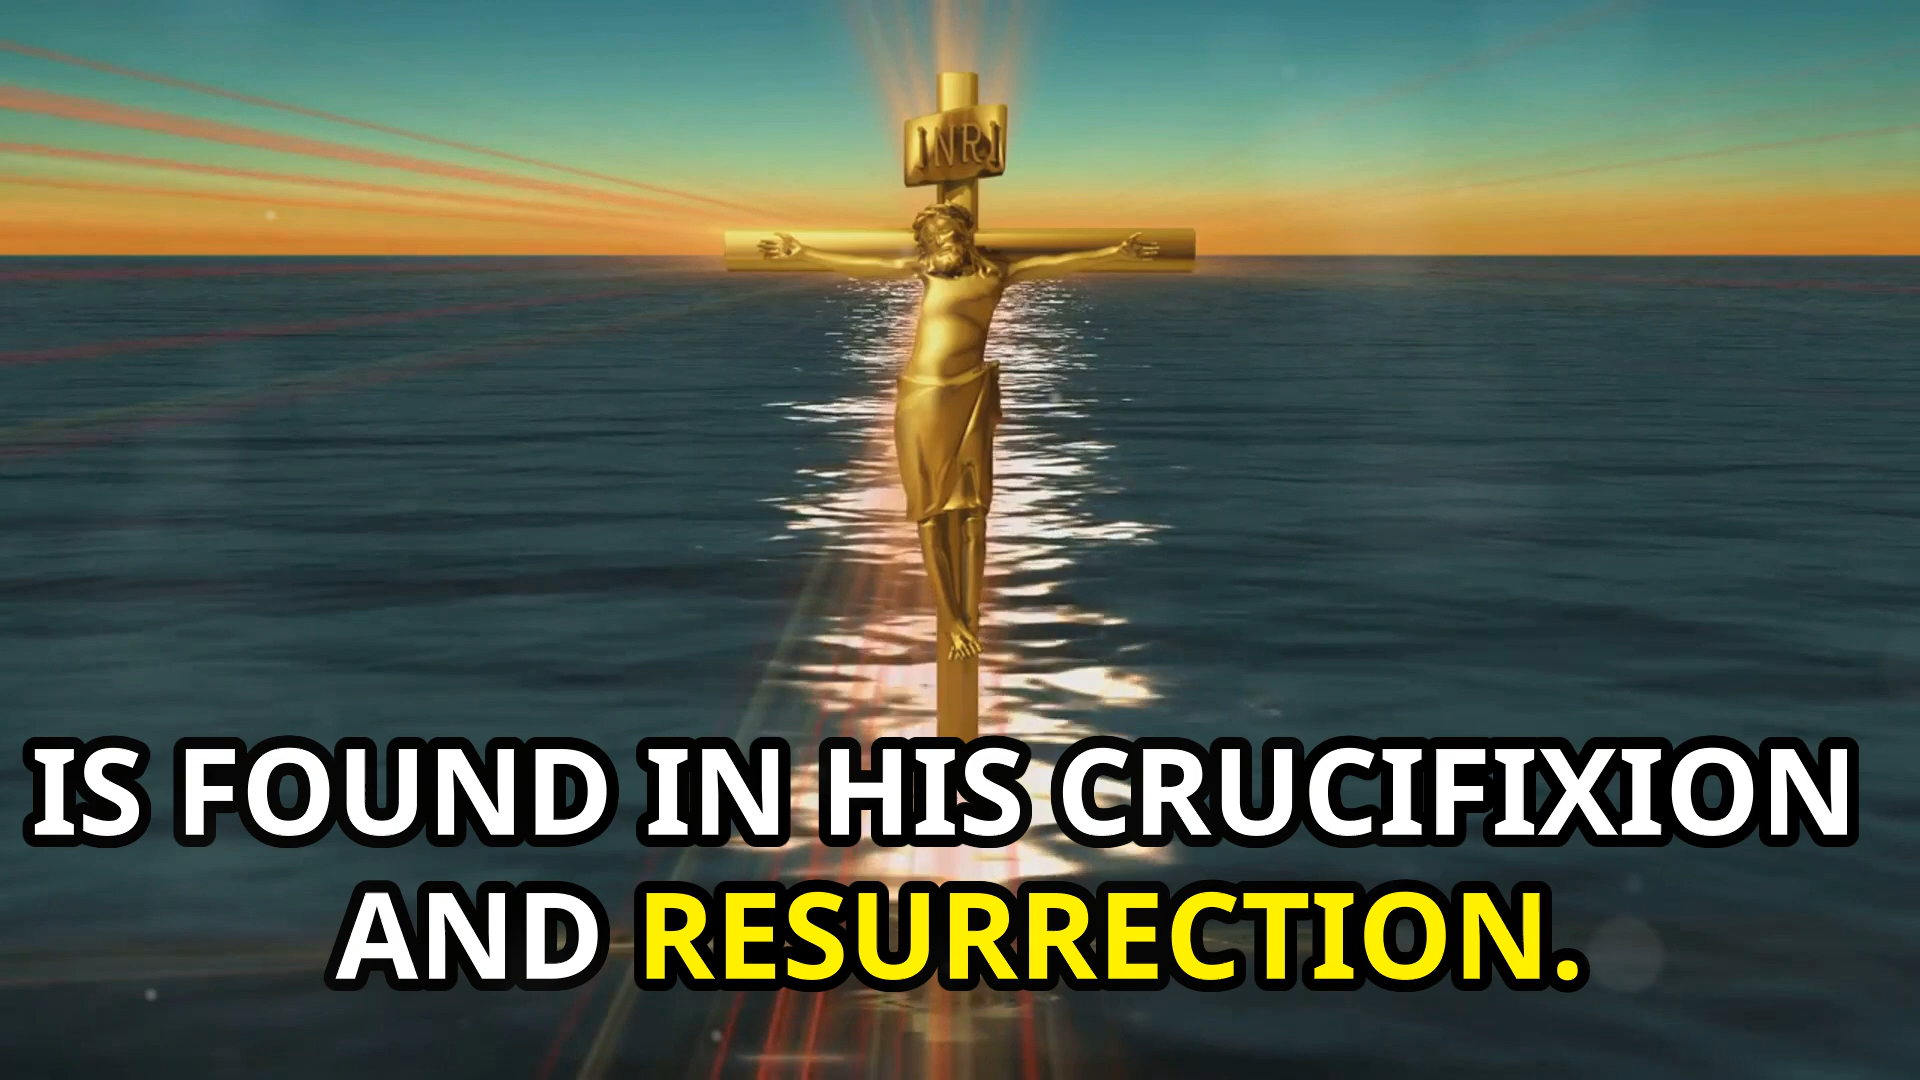 INRI
IS FOUND IN HIS CRUCIFIXION
AND RESURRECTION.